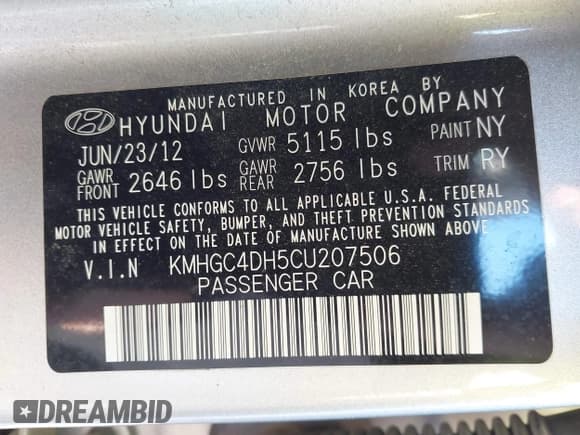 MANUFACTURED IN KOREA BY
HYUNDAI MOTOR COMPANY
JUN/23/12 GVWR 5115 lbs PAINT NY
GAWR FRONT 2646 lbs GAWR REAR 2756 lbs TRIM RY
THIS VEHICLE CONFORMS TO ALL APPLICABLE U.S.A. FEDERAL
MOTOR VEHICLE SAFETY, BUMPER, AND THEFT PREVENTION STANDARDS
IN EFFECT ON THE DATE OF MANUFACTURE SHOWN ABOVE
V.I.N KMHGC4DH5CU207506
PASSENGER CAR
DREAMBID